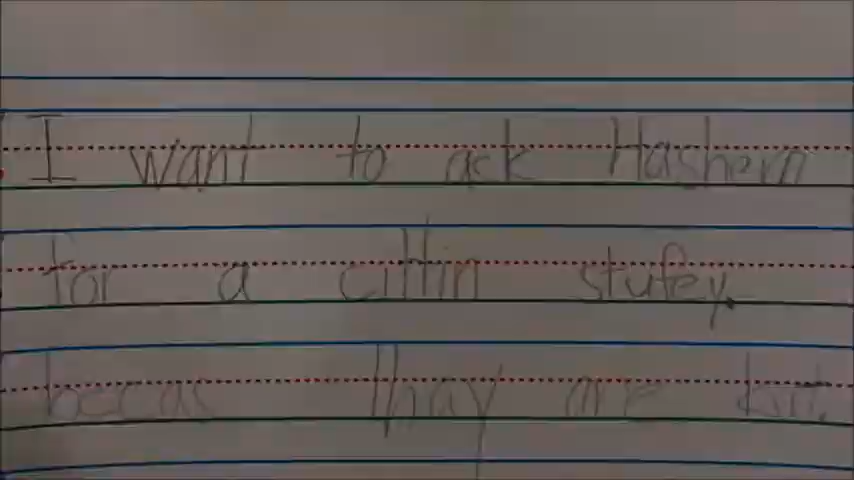 I want to ack Hashem
for a cittin stufey.
becas thay are